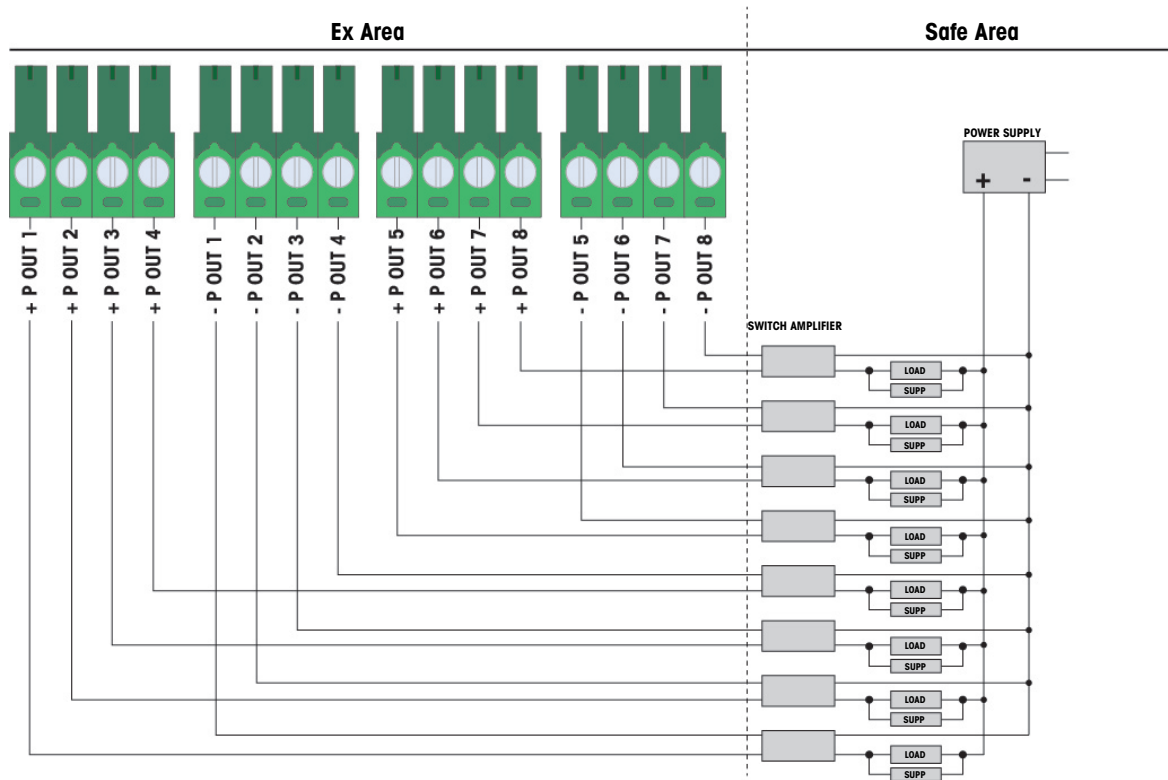 Ex Area
Safe Area
POWER SUPPLY
+ -
+ P OUT 1
+ P OUT 2
+ P OUT 3
+ P OUT 4
- P OUT 1
- P OUT 2
- P OUT 3
- P OUT 4
+ P OUT 5
+ P OUT 6
+ P OUT 7
+ P OUT 8
- P OUT 5
- P OUT 6
- P OUT 7
- P OUT 8
SWITCH AMPLIFIER
LOAD
SUPP
LOAD
SUPP
LOAD
SUPP
LOAD
SUPP
LOAD
SUPP
LOAD
SUPP
LOAD
SUPP
LOAD
SUPP